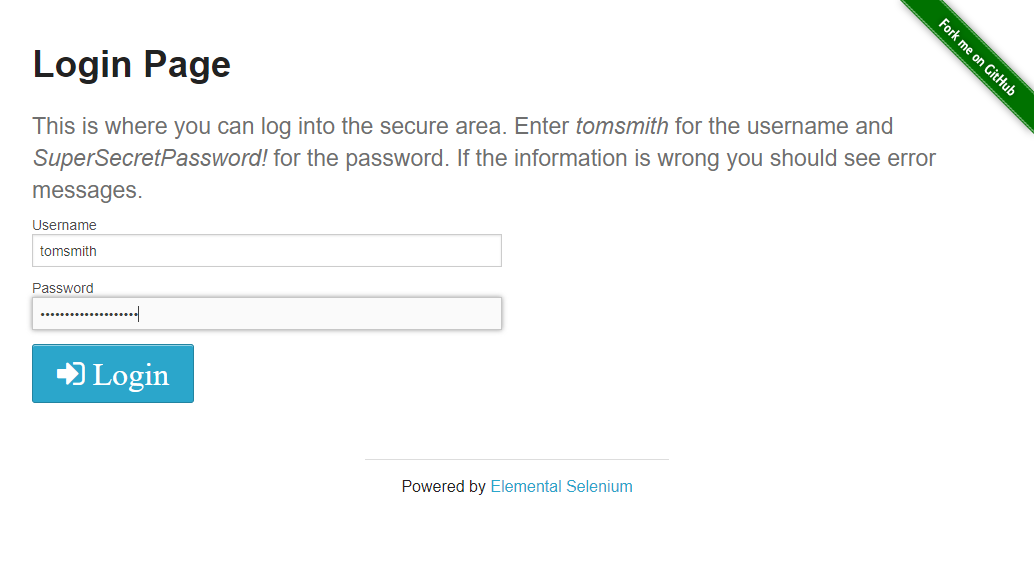 Fork me on GitHub
Login Page
This is where you can log into the secure area. Enter tomsmith for the username and
SuperSecretPassword! for the password. If the information is wrong you should see error
messages.
Username
tomsmith
Password
••••••••••••••••••••
Login
Powered by Elemental Selenium